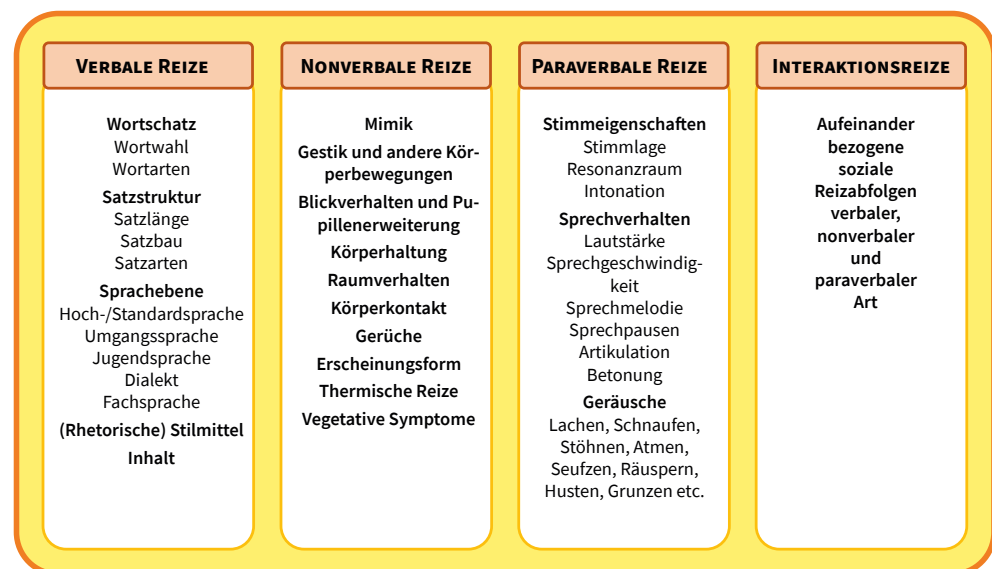 Verbale Reize
Wortschatz
Wortwahl
Wortarten
Satzstruktur
Satzlänge
Satzbau
Satzarten
Sprachebene
Hoch-/Standardsprache
Umgangssprache
Jugendsprache
Dialekt
Fachsprache
(Rhetorische) Stilmittel
Inhalt
Nonverbale Reize
Mimik
Gestik und andere Kör-
perbewegungen
Blickverhalten und Pu-
pillenerweiterung
Körperhaltung
Raumverhalten
Körperkontakt
Gerüche
Erscheinungsform
Thermische Reize
Vegetative Symptome
Paraverbale Reize
Stimmeigenschaften
Stimmlage
Resonanzraum
Intonation
Sprechverhalten
Lautstärke
Sprechgeschwindig-
keit
Sprechmelodie
Sprechpausen
Artikulation
Betonung
Geräusche
Lachen, Schnaufen,
Stöhnen, Atmen,
Seufzen, Räuspern,
Husten, Grunzen etc.
Interaktionsreize
Aufeinander
bezogene
soziale
Reizabfolgen
verbaler,
nonverbaler
und
paraverbaler
Art